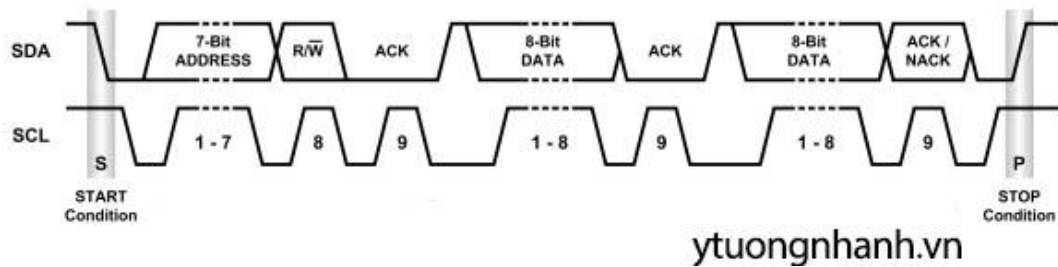 SDA
7-Bit
ADDRESS
R/W̅
ACK
8-Bit
DATA
ACK
8-Bit
DATA
ACK /
NACK
SCL
S
1 - 7
8
9
1 - 8
9
1 - 8
9
P
START
Condition
STOP
Condition
ytuongnhanh.vn